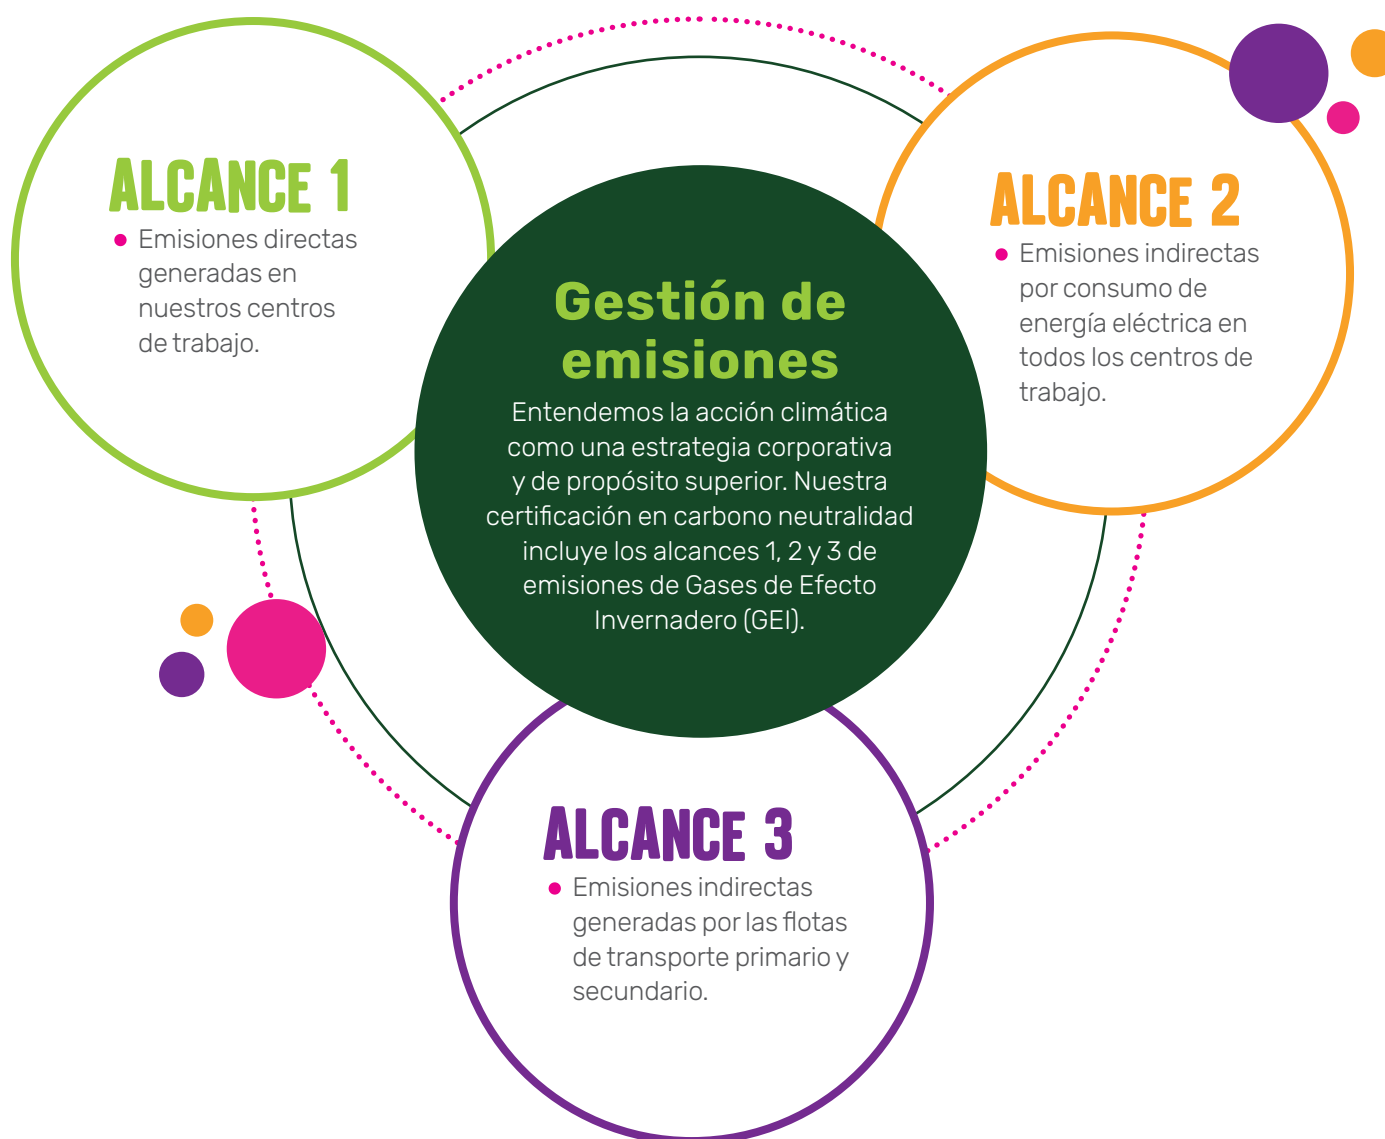 ALCANCE 1
Emisiones directas
generadas en
nuestros centros
de trabajo.
Gestión de
emisiones
Entendemos la acción climática
como una estrategia corporativa
y de propósito superior. Nuestra
certificación en carbono neutralidad
incluye los alcances 1, 2 y 3 de
emisiones de Gases de Efecto
Invernadero (GEI).
ALCANCE 2
Emisiones indirectas
por consumo de
energía eléctrica en
todos los centros de
trabajo.
ALCANCE 3
Emisiones indirectas
generadas por las flotas
de transporte primario y
secundario.